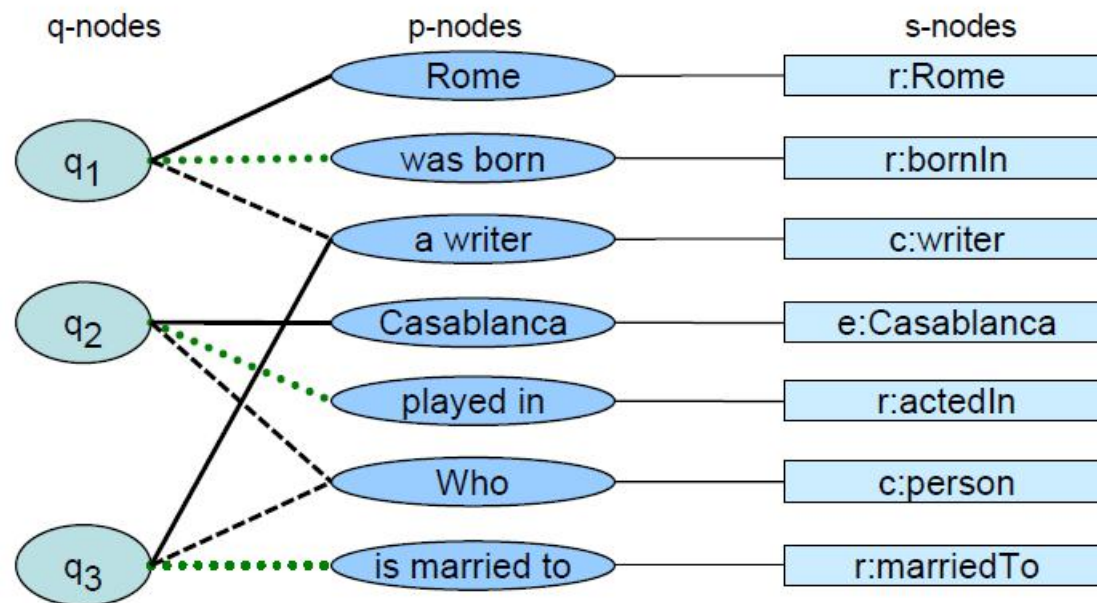 q-nodes p-nodes s-nodes
Rome r:Rome
q1 was born r:bornIn
a writer c:writer
q2 Casablanca e:Casablanca
played in r:actedIn
Who c:person
q3 is married to r:marriedTo